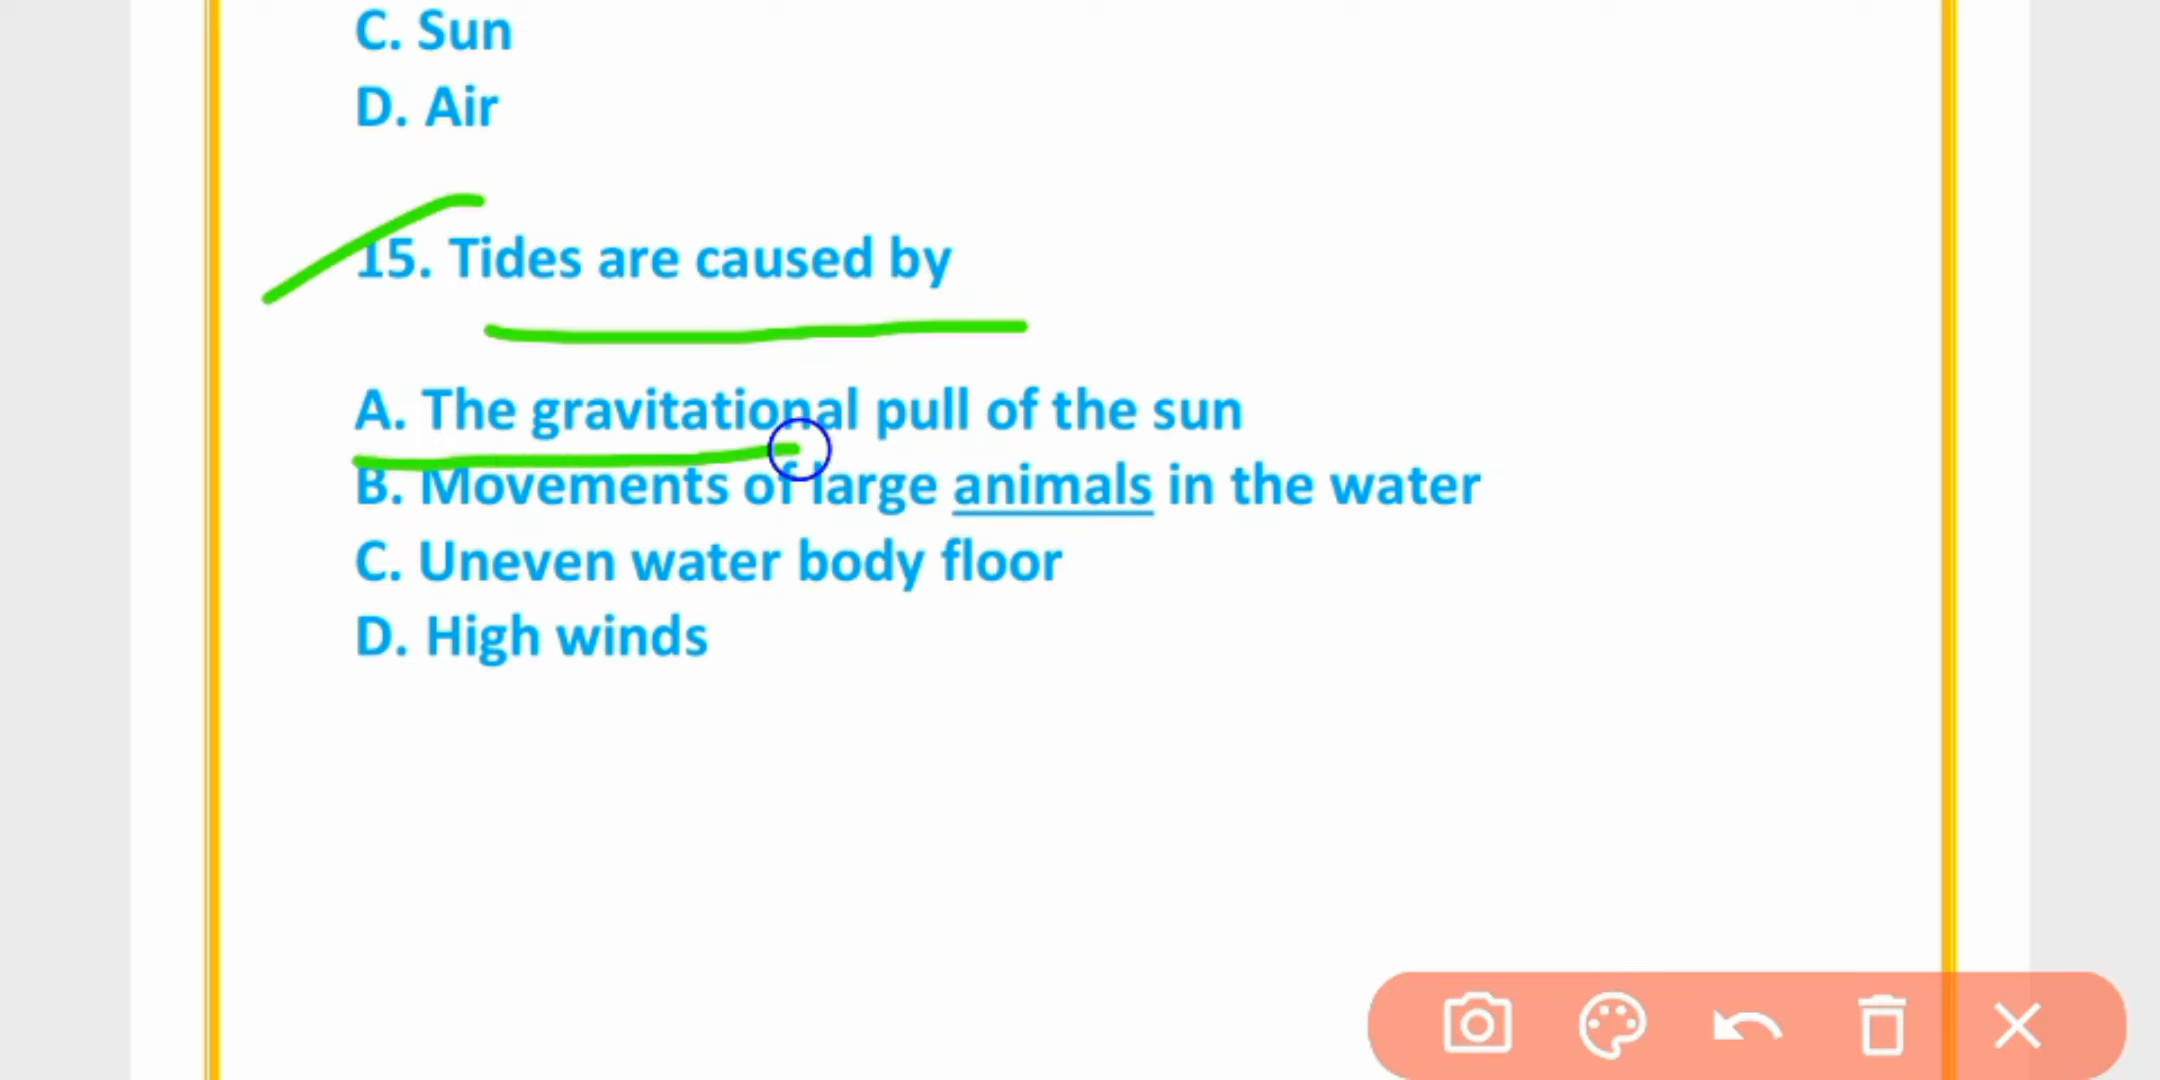 C. Sun
D. Air
15. Tides are caused by
A. The gravitational pull of the sun
B. Movements of large animals in the water
C. Uneven water body floor
D. High winds